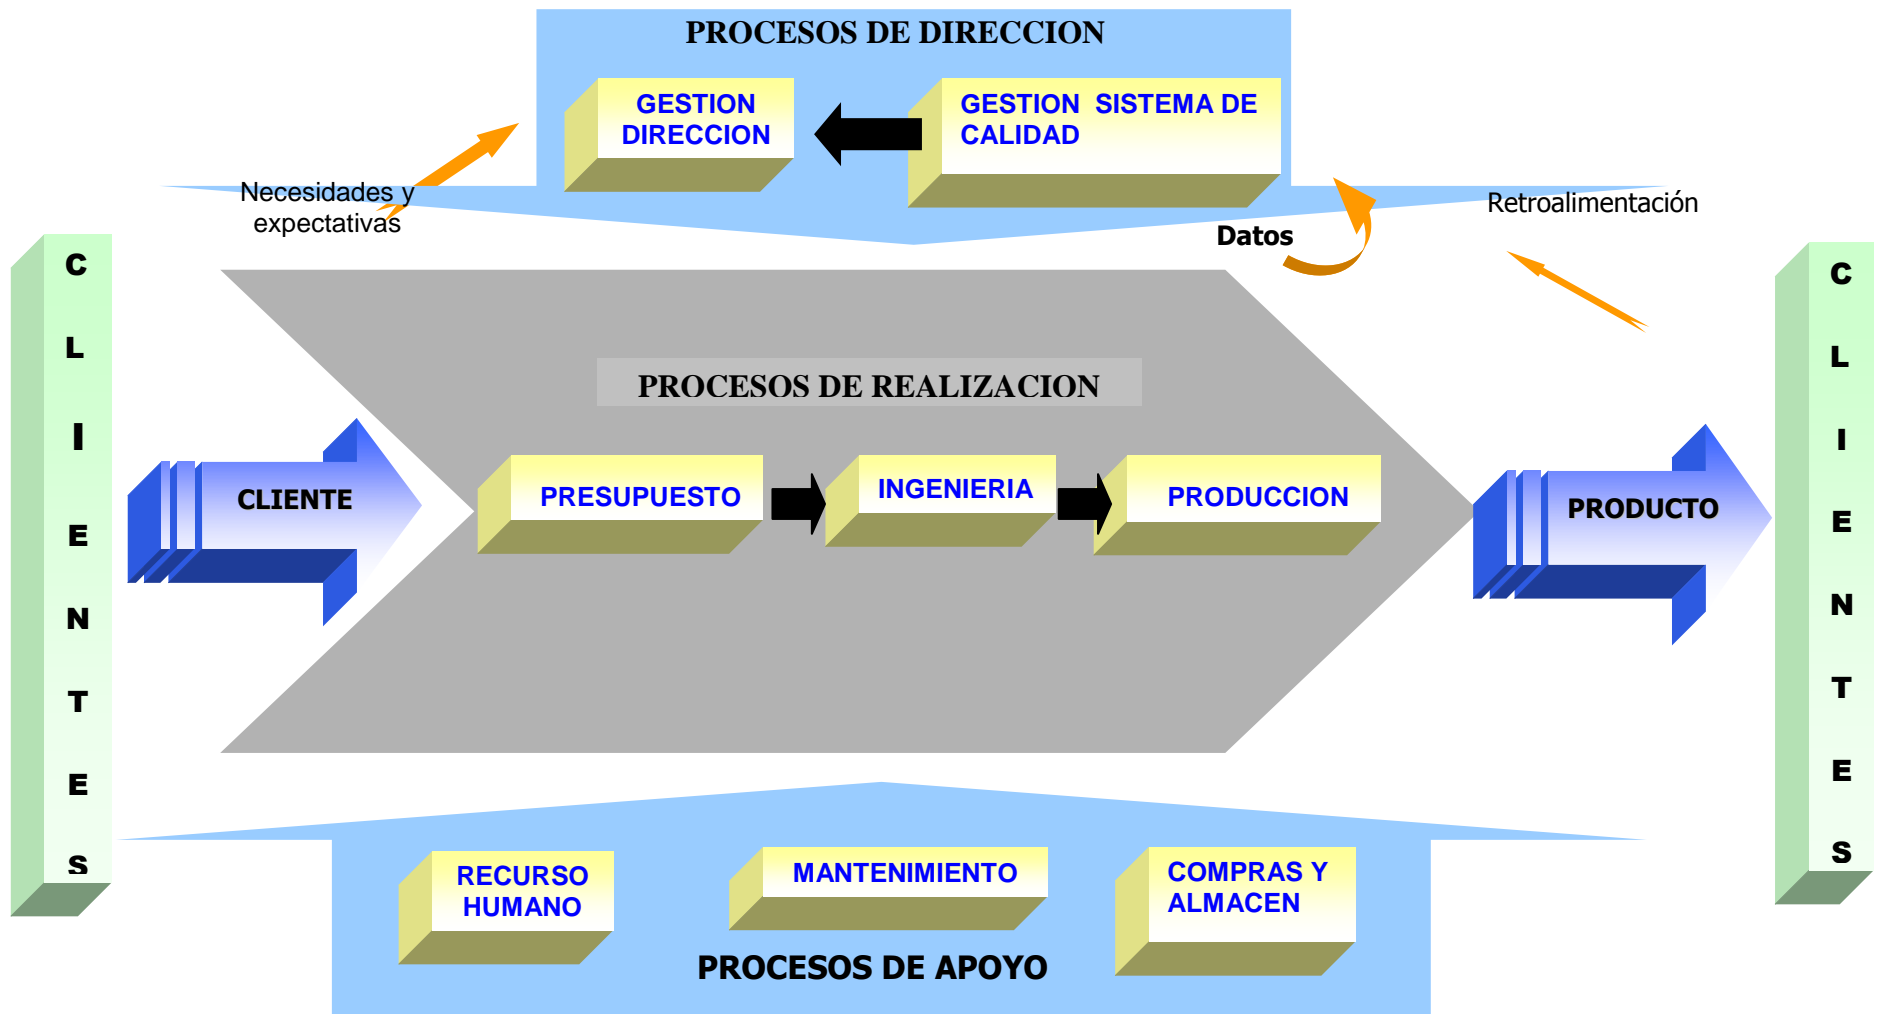 PROCESOS DE DIRECCION
GESTION
DIRECCION
GESTION SISTEMA DE
CALIDAD
Necesidades y
expectativas
Datos
Retroalimentación
C
L
I
E
N
T
E
S
CLIENTE
PROCESOS DE REALIZACION
PRESUPUESTO
INGENIERIA
PRODUCCION
PRODUCTO
C
L
I
E
N
T
E
S
RECURSO
HUMANO
MANTENIMIENTO
COMPRAS Y
ALMACEN
PROCESOS DE APOYO